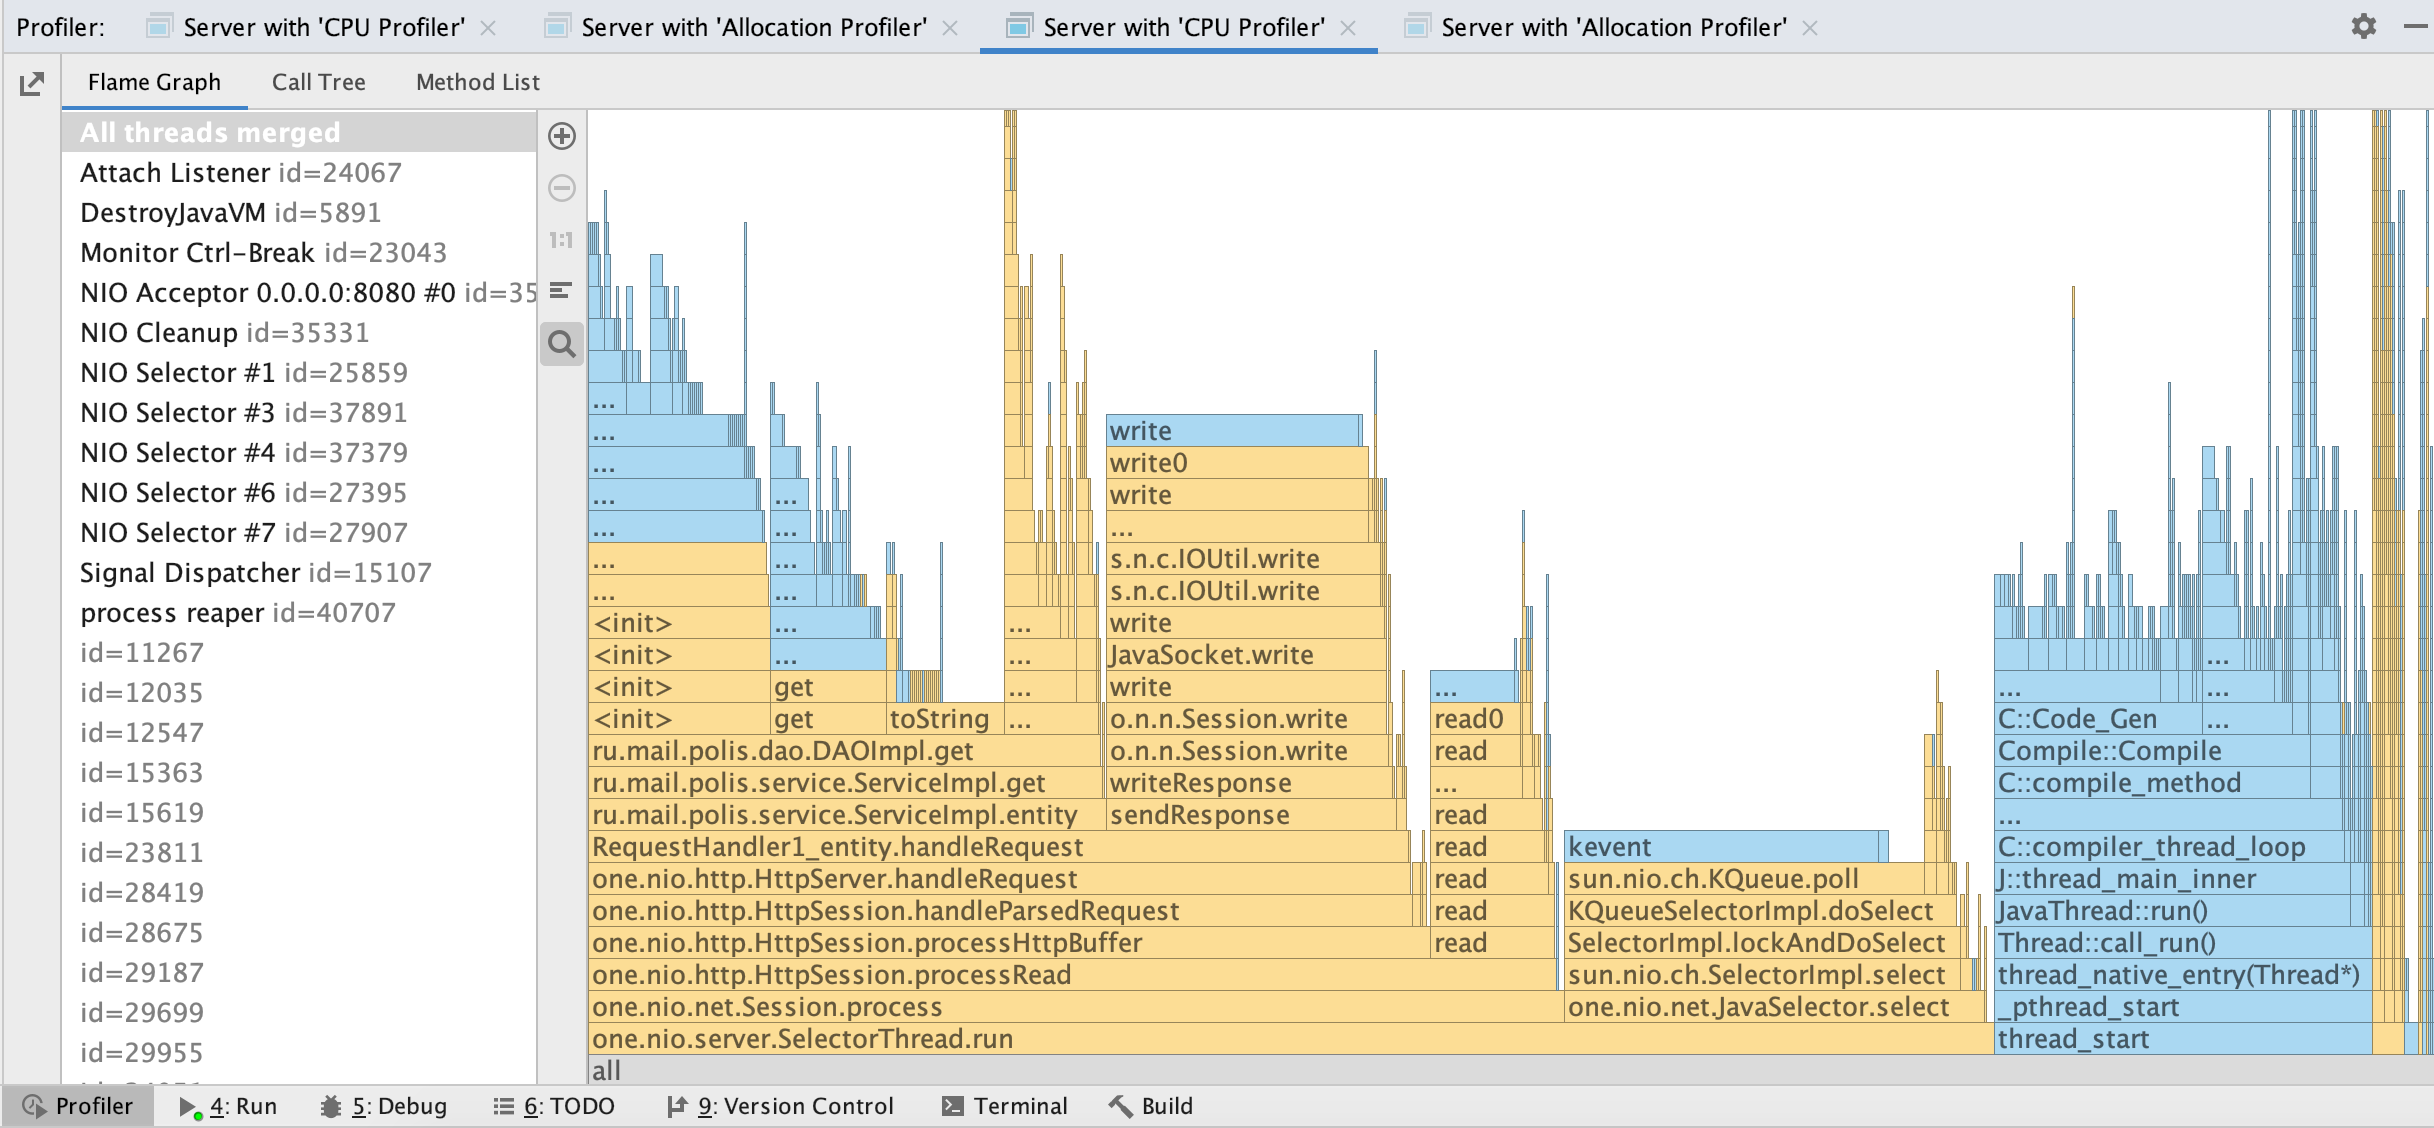 Profiler: Server with 'CPU Profiler' Server with 'Allocation Profiler' Server with 'CPU Profiler' Server with 'Allocation Profiler'
Flame Graph Call Tree Method List
All threads merged
Attach Listener id=24067
DestroyJavaVM id=5891
Monitor Ctrl-Break id=23043
NIO Acceptor 0.0.0.0:8080 #0 id=35
NIO Cleanup id=35331
NIO Selector #1 id=25859
NIO Selector #3 id=37891
NIO Selector #4 id=37379
NIO Selector #6 id=27395
NIO Selector #7 id=27907
Signal Dispatcher id=15107
process reaper id=40707
id=11267
id=12035
id=12547
id=15363
id=15619
id=23811
id=28419
id=28675
id=29187
id=29699
id=29955
1:1
...
... write
... write0
... ... write
... ... ...
... ... s.n.c.IOUtil.write
... ... s.n.c.IOUtil.write
<init> ... ... write
<init> ... ... JavaSocket.write ...
<init> get ... write ... ... ...
<init> get toString ... o.n.n.Session.write read0 C::Code_Gen ...
ru.mail.polis.dao.DAOImpl.get o.n.n.Session.write read Compile::Compile
ru.mail.polis.service.ServiceImpl.get writeResponse ... C::compile_method
ru.mail.polis.service.ServiceImpl.entity sendResponse read ...
RequestHandler1_entity.handleRequest read kevent C::compiler_thread_loop
one.nio.http.HttpServer.handleRequest read sun.nio.ch.KQueue.poll J::thread_main_inner
one.nio.http.HttpSession.handleParsedRequest read KQueueSelectorImpl.doSelect JavaThread::run()
one.nio.http.HttpSession.processHttpBuffer read SelectorImpl.lockAndDoSelect Thread::call_run()
one.nio.http.HttpSession.processRead sun.nio.ch.SelectorImpl.select thread_native_entry(Thread*)
one.nio.net.Session.process one.nio.net.JavaSelector.select _pthread_start
one.nio.server.SelectorThread.run thread_start
all
Profiler 4: Run 5: Debug 6: TODO 9: Version Control Terminal Build